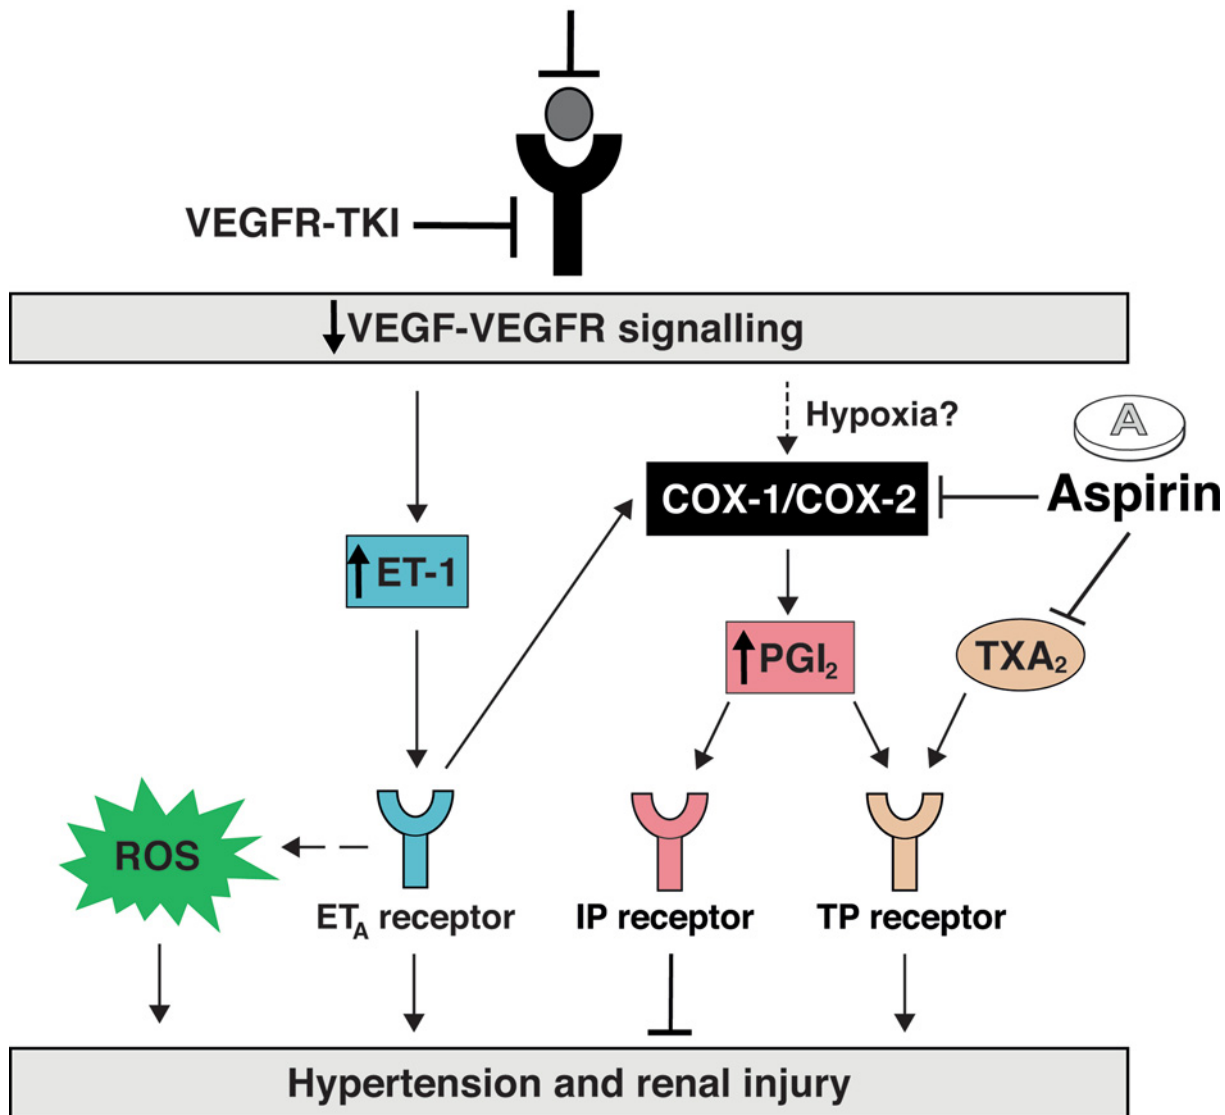 VEGFR-TKI
↓VEGF-VEGFR signalling
Hypoxia?
A
COX-1/COX-2
Aspirin
↑ET-1
↑PGI₂
TXA₂
ROS
ETA receptor
IP receptor
TP receptor
Hypertension and renal injury